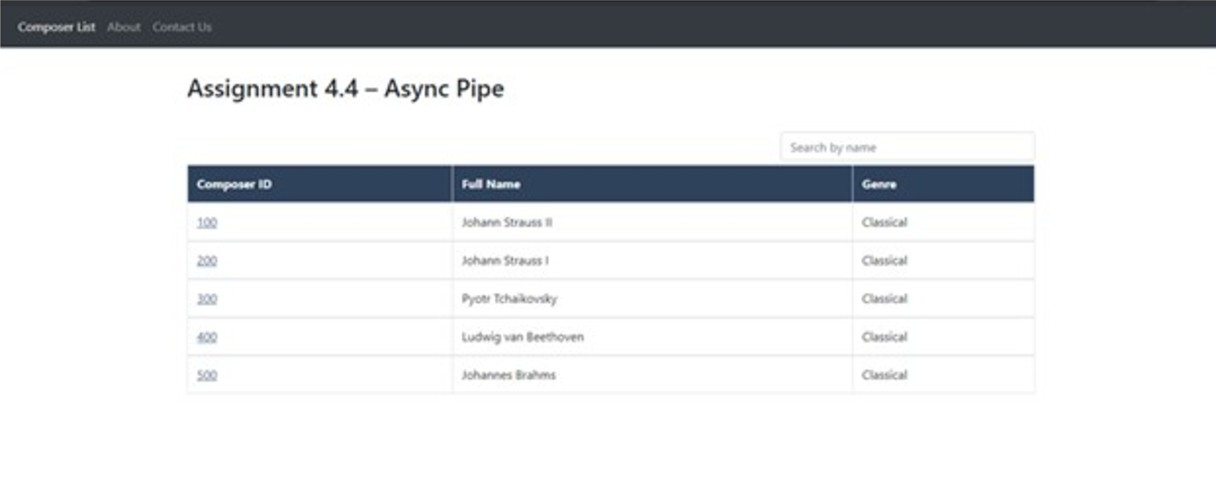 Composer List About Contact Us
Assignment 4.4 – Async Pipe
Search by name
Composer ID Full Name Genre
100 Johann Strauss II Classical
200 Johann Strauss I Classical
300 Pyotr Tchaikovsky Classical
400 Ludwig van Beethoven Classical
500 Johannes Brahms Classical